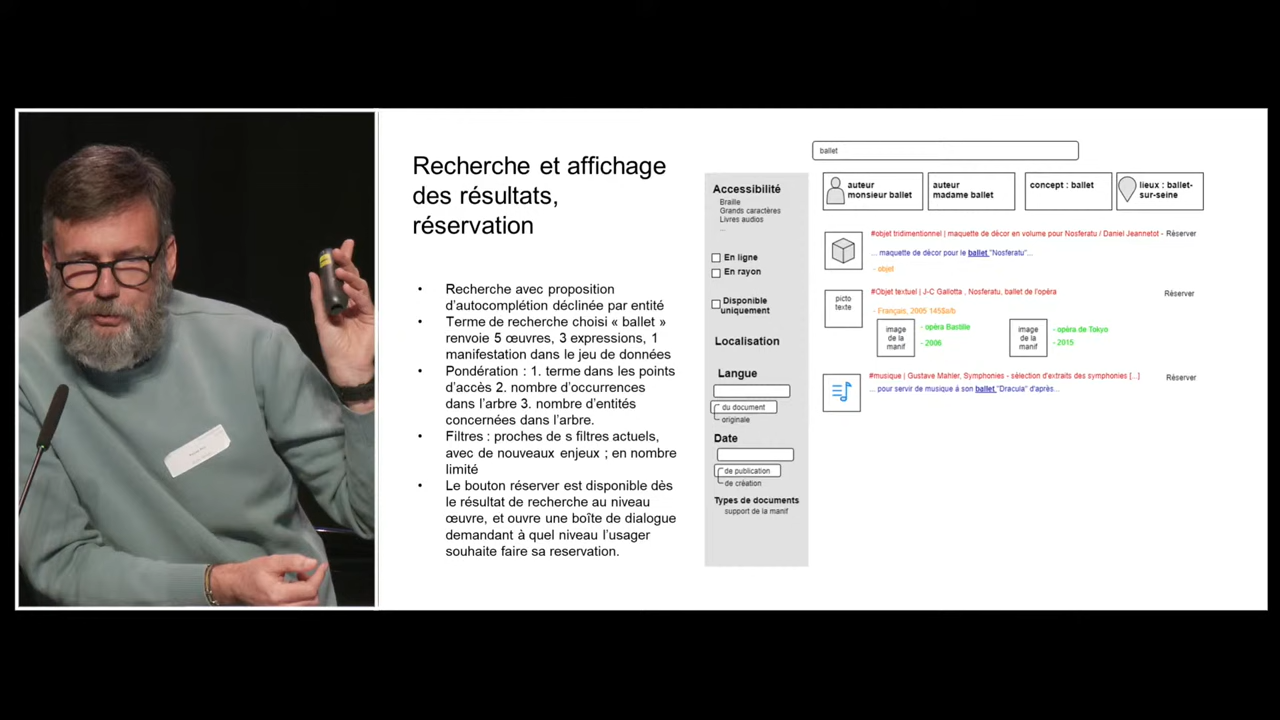 Recherche et affichage
des résultats,
réservation
• Recherche avec proposition
d'autocomplétion déclinée par entité
• Terme de recherche choisi « ballet »
renvoie 5 œuvres, 3 expressions, 1
manifestation dans le jeu de données
• Pondération : 1. terme dans les points
d'accès 2. nombre d'occurrences
dans l'arbre 3. nombre d'entités
concernées dans l'arbre.
• Filtres : proches de s filtres actuels,
avec de nouveaux enjeux ; en nombre
limité
• Le bouton réserver est disponible dès
le résultat de recherche au niveau
œuvre, et ouvre une boîte de dialogue
demandant à quel niveau l'usager
souhaite faire sa reservation.
Accessibilité
Braille
Grands caractères
Livres audios
...
En ligne
En rayon
Disponible
uniquement
Localisation
Langue
du document
originale
Date
de publication
de création
Types de documents
support de la manif
ballet
auteur
monsieur ballet
auteur
madame ballet
concept : ballet
lieux : ballet-
sur-seine
#objet tridimentionnel | maquette de décor en volume pour Nosferatu / Daniel Jeannetot - Réserver
... maquette de décor pour le ballet "Nosferatu"...
- objet
picto
texte
#Objet textuel | J-C Gallotta , Nosferatu, ballet de l'opéra
Réserver
- Français, 2005 145$a/b
image
de la
manif
- opéra Bastille
- 2006
image
de la
manif
- opéra de Tokyo
- 2015
#musique | Gustave Mahler, Symphonies - sélection d'extraits des symphonies [...]
Réserver
... pour servir de musique à son ballet "Dracula" d'après...